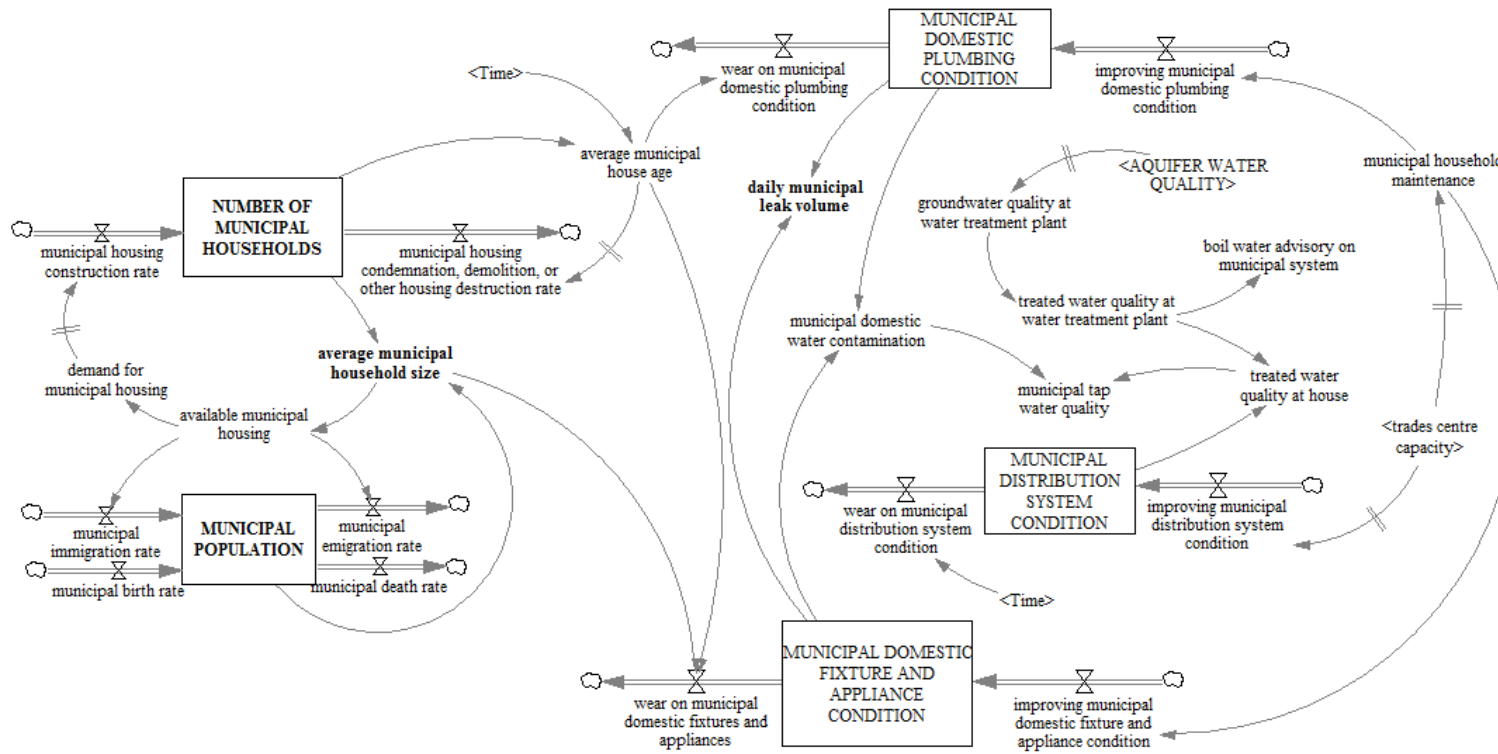 MUNICIPAL
DOMESTIC
PLUMBING
CONDITION
<Time>
wear on municipal
domestic plumbing
condition
improving municipal
domestic plumbing
condition
average municipal
house age
daily municipal
leak volume
<AQUIFER WATER
QUALITY>
municipal household
maintenance
groundwater quality at
water treatment plant
NUMBER OF
MUNICIPAL
HOUSEHOLDS
municipal housing
construction rate
municipal housing
condemnation, demolition, or
other housing destruction rate
boil water advisory on
municipal system
treated water quality at
water treatment plant
municipal domestic
water contamination
average municipal
household size
demand for
municipal housing
municipal tap
water quality
treated water
quality at house
available municipal
housing
<trades centre
capacity>
MUNICIPAL
DISTRIBUTION
SYSTEM
CONDITION
wear on municipal
distribution system
condition
improving municipal
distribution system
condition
MUNICIPAL
POPULATION
municipal
immigration rate
municipal
emigration rate
municipal birth rate
municipal death rate
<Time>
MUNICIPAL DOMESTIC
FIXTURE AND
APPLIANCE
CONDITION
wear on municipal
domestic fixtures and
appliances
improving municipal
domestic fixture and
appliance condition